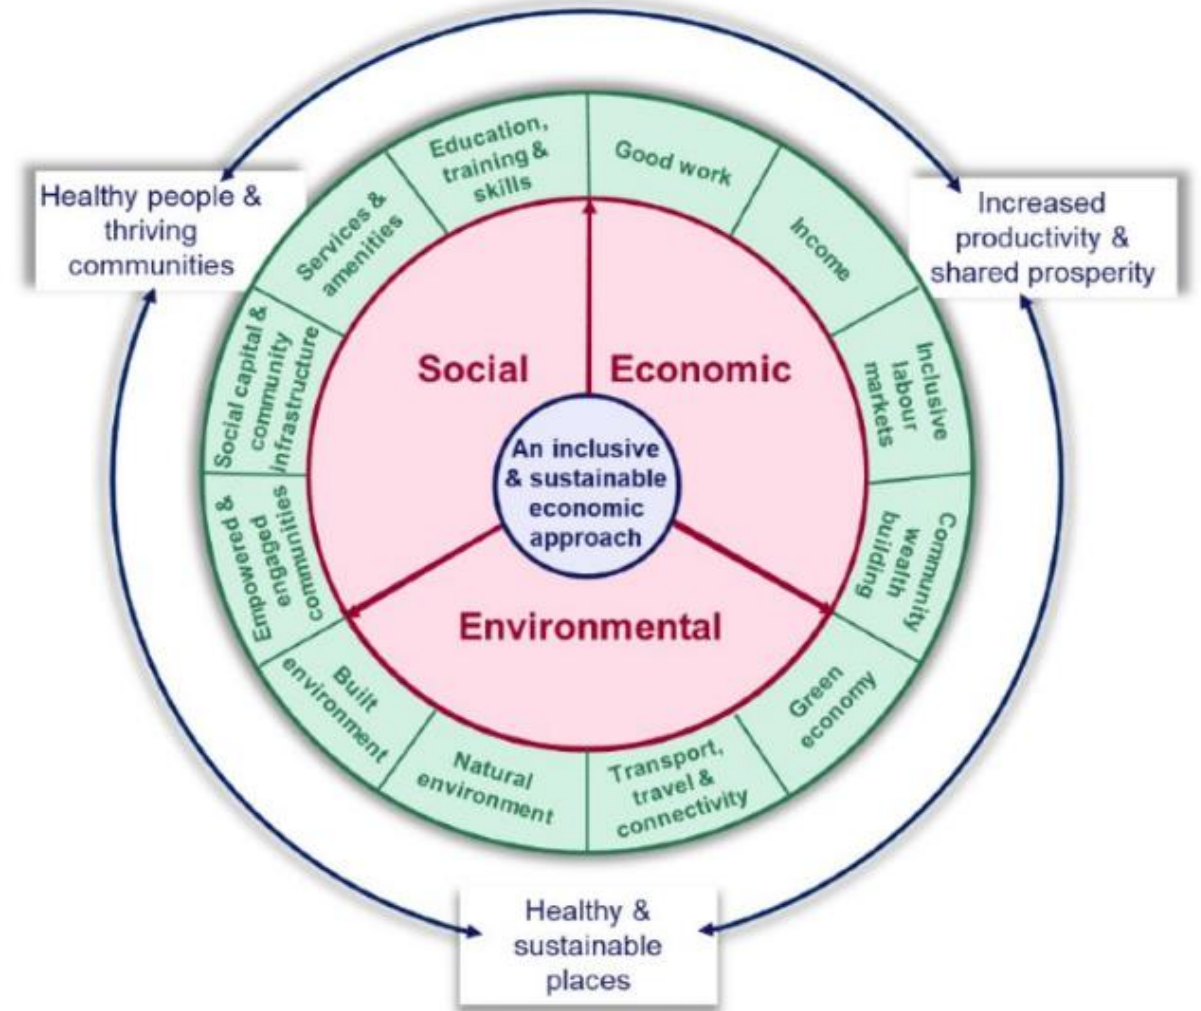 Healthy people &
thriving
communities
Increased
productivity &
shared prosperity
Education,
training &
skills
Good work
Income
Inclusive
labour
markets
Community
wealth
building
Green
economy
Transport,
travel &
connectivity
Natural
environment
Built
environment
Empowered &
engaged
communities
Social capital &
community
infrastructure
Services &
amenities
Social
Economic
Environmental
An inclusive
& sustainable
economic
approach
Healthy &
sustainable
places